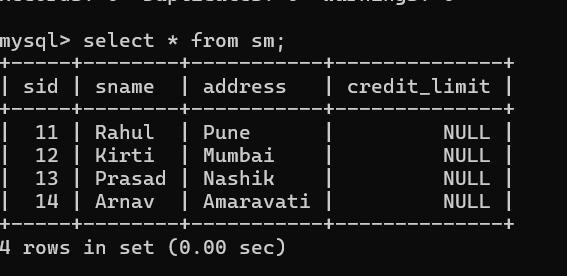 mysql> select * from sm;
+-----+--------+-----------+--------------+
| sid | sname  | address   | credit_limit |
+-----+--------+-----------+--------------+
|  11 | Rahul  | Pune      |         NULL |
|  12 | Kirti  | Mumbai    |         NULL |
|  13 | Prasad | Nashik    |         NULL |
|  14 | Arnav  | Amaravati |         NULL |
+-----+--------+-----------+--------------+
4 rows in set (0.00 sec)